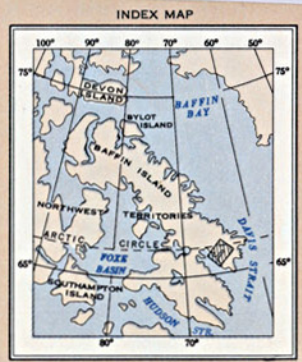 INDEX MAP
100° 90° 80° 70° 60° 50°
75° 75°
DEVON
ISLAND
BYLOT
ISLAND
BAFFIN
BAY
BAFFIN ISLAND
NORTHWEST TERRITORIES
ARCTIC CIRCLE
DAVIS STRAIT
FOXE
BASIN
65° 65°
SOUTHAMPTON
ISLAND
HUDSON STR.
80° 70°